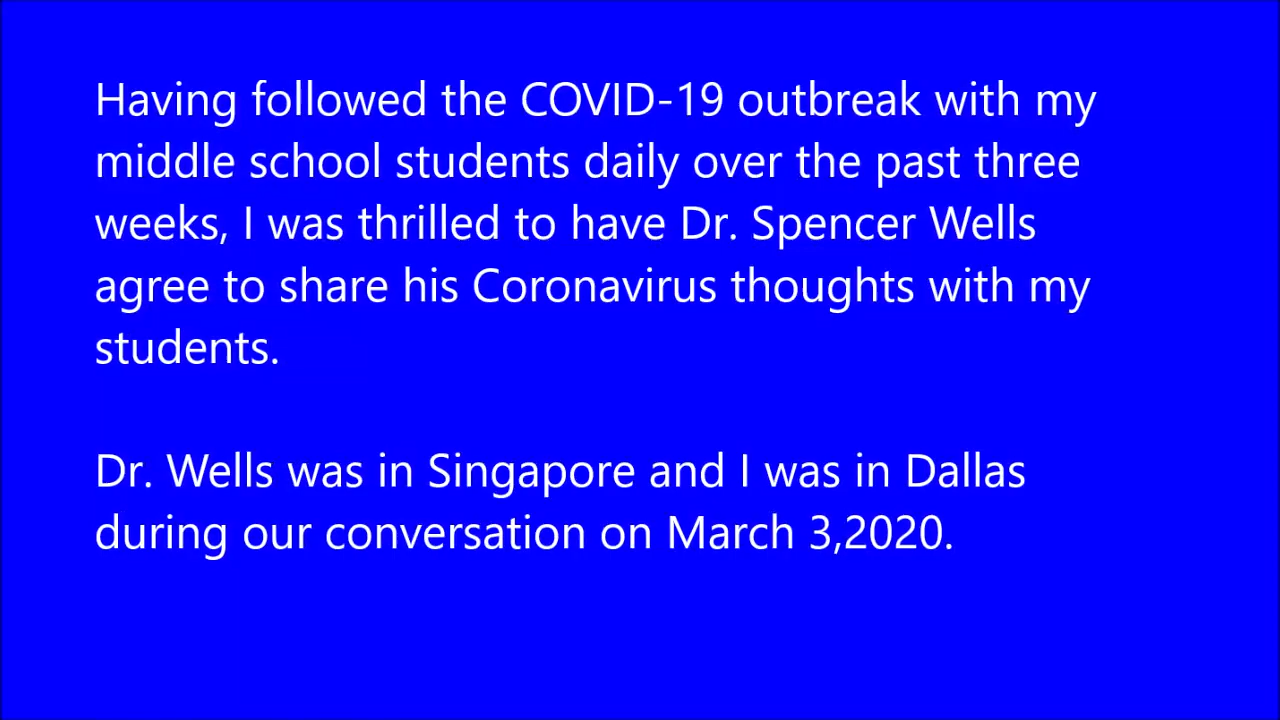 Having followed the COVID-19 outbreak with my
middle school students daily over the past three
weeks, I was thrilled to have Dr. Spencer Wells
agree to share his Coronavirus thoughts with my
students.
Dr. Wells was in Singapore and I was in Dallas
during our conversation on March 3,2020.